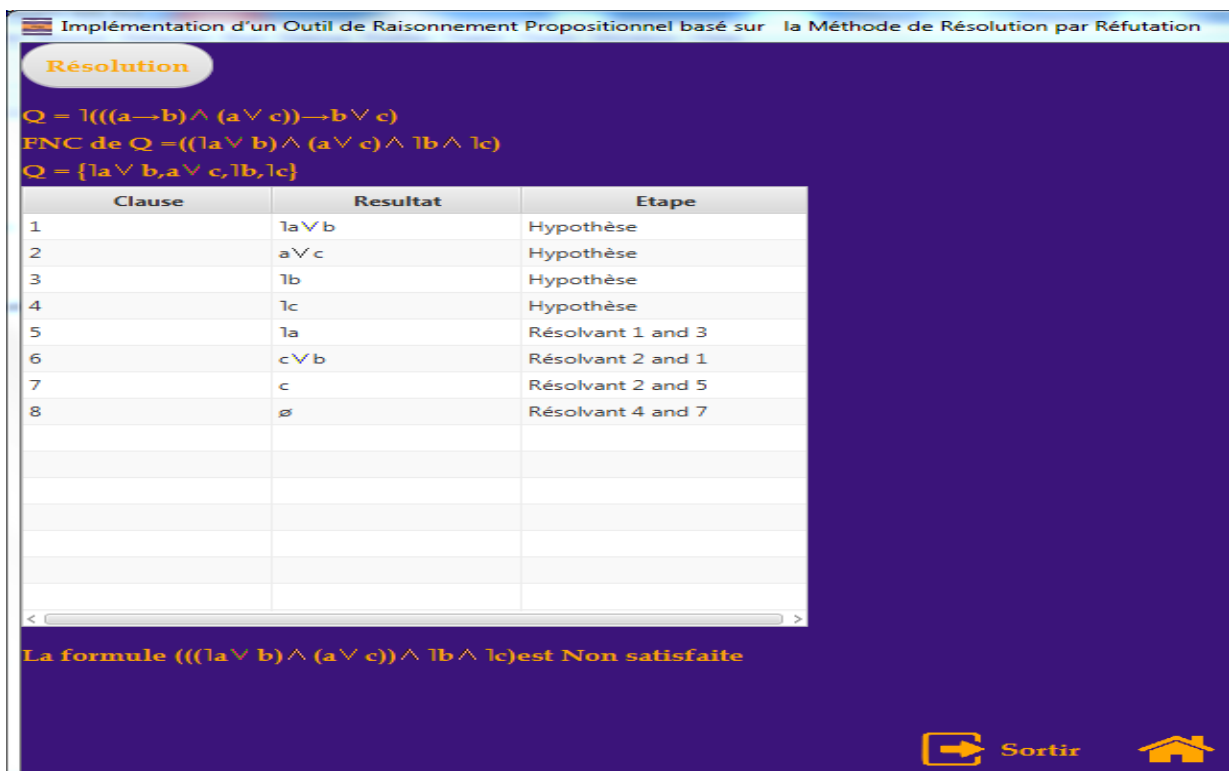 Implémentation d'un Outil de Raisonnement Propositionnel basé sur la Méthode de Résolution par Réfutation
Résolution
Q = ⅂(((a→b)∧(a∨c))→b∨c)
FNC de Q =((⅂a∨b)∧(a∨c)∧⅂b∧⅂c)
Q = {⅂a∨b,a∨c,⅂b,⅂c}
Clause Resultat Etape
1 ⅂a∨b Hypothèse
2 a∨c Hypothèse
3 ⅂b Hypothèse
4 ⅂c Hypothèse
5 ⅂a Résolvant 1 and 3
6 c∨b Résolvant 2 and 1
7 c Résolvant 2 and 5
8 ø Résolvant 4 and 7
La formule (((⅂a∨b)∧(a∨c))∧⅂b∧⅂c)est Non satisfaite
Sortir